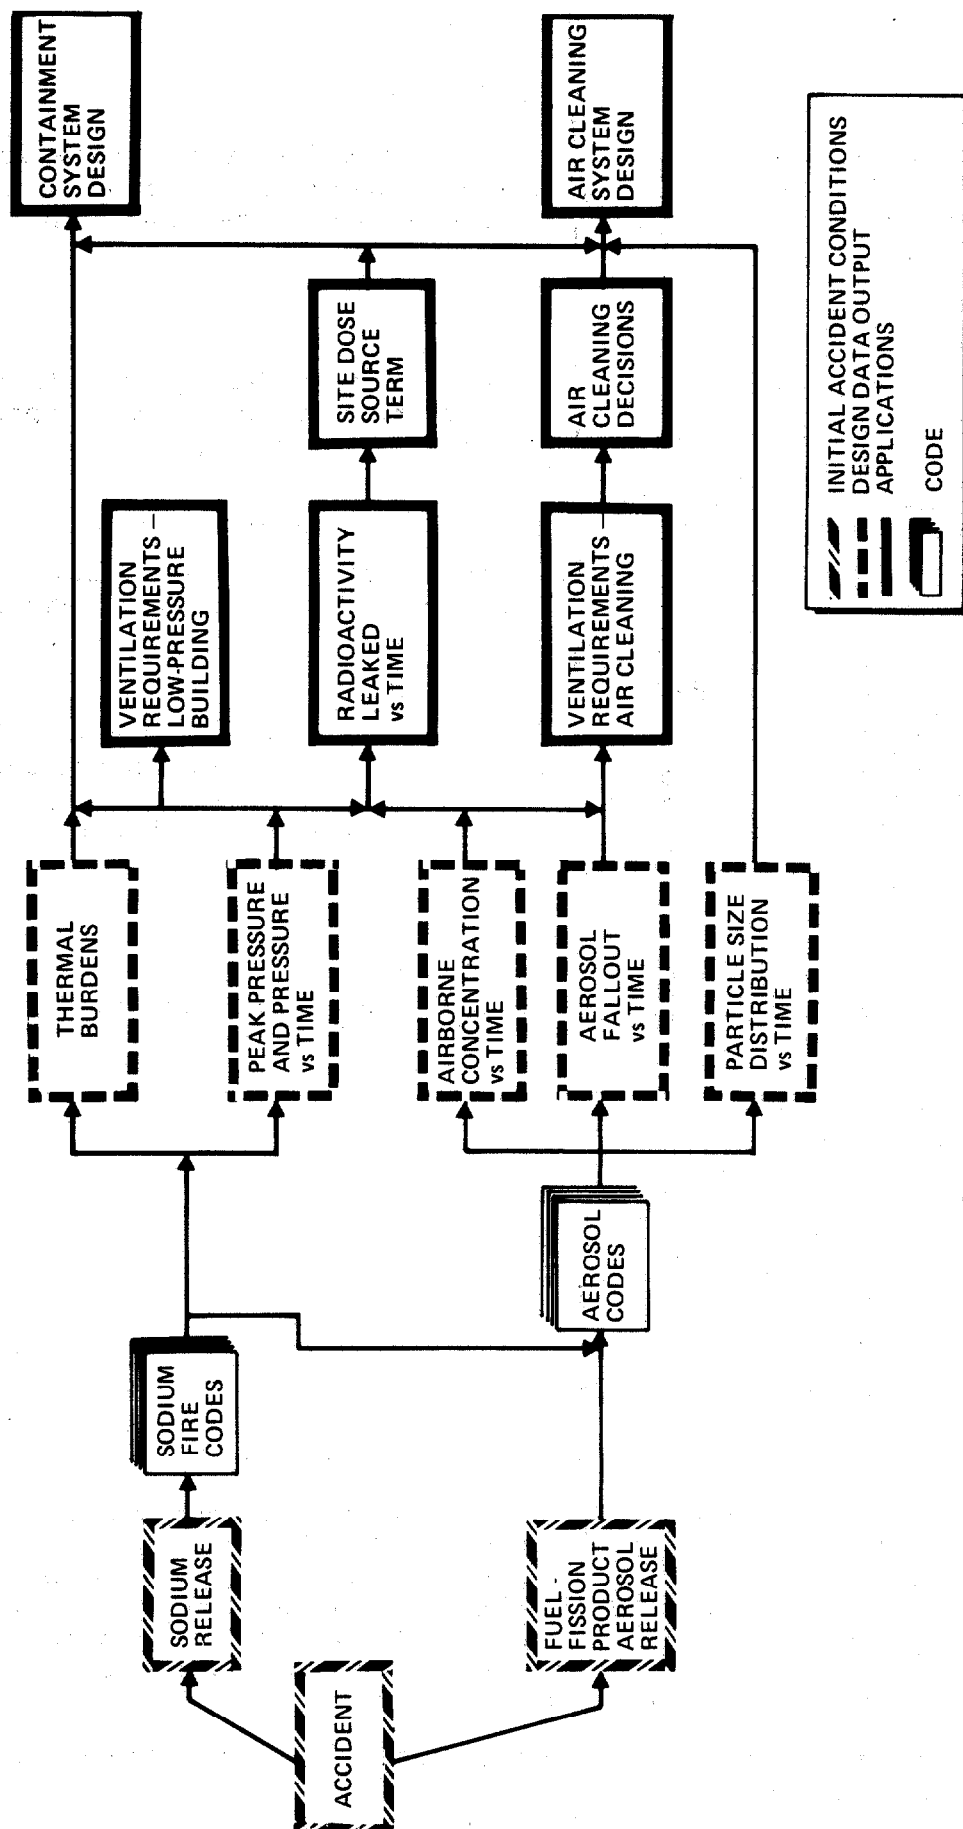 ACCIDENT
SODIUM
RELEASE
FUEL -
FISSION
PRODUCT
AEROSOL
RELEASE
SODIUM
FIRE
CODES
AEROSOL
CODES
THERMAL
BURDENS
PEAK PRESSURE
AND PRESSURE
vs TIME
AIRBORNE
CONCENTRATION
vs TIME
AEROSOL
FALLOUT
vs TIME
PARTICLE SIZE
DISTRIBUTION
vs TIME
VENTILATION
REQUIREMENTS —
LOW-PRESSURE
BUILDING
RADIOACTIVITY
LEAKED
vs TIME
VENTILATION
REQUIREMENTS—
AIR CLEANING
SITE DOSE
SOURCE
TERM
AIR
CLEANING
DECISIONS
CONTAINMENT
SYSTEM
DESIGN
AIR CLEANING
SYSTEM
DESIGN
INITIAL ACCIDENT CONDITIONS
DESIGN DATA OUTPUT
APPLICATIONS
CODE